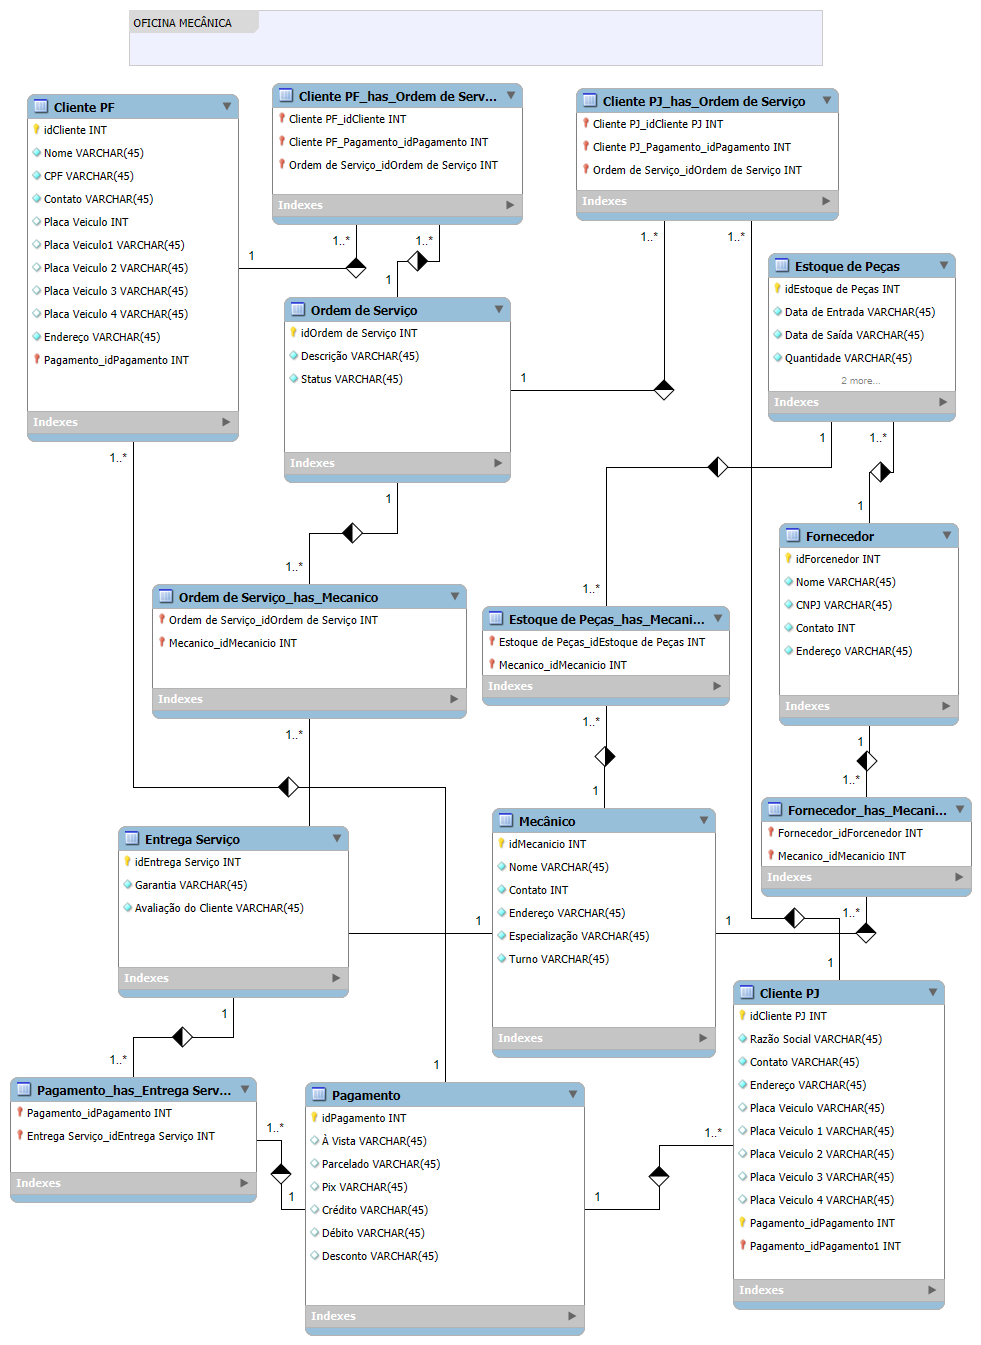 OFICINA MECÂNICA
Cliente PF
idCliente INT
Nome VARCHAR(45)
CPF VARCHAR(45)
Contato VARCHAR(45)
Placa Veiculo INT
Placa Veiculo1 VARCHAR(45)
Placa Veiculo 2 VARCHAR(45)
Placa Veiculo 3 VARCHAR(45)
Placa Veiculo 4 VARCHAR(45)
Endereço VARCHAR(45)
Pagamento_idPagamento INT
Indexes
Cliente PF_has_Ordem de Serv...
Cliente PF_idCliente INT
Cliente PF_Pagamento_idPagamento INT
Ordem de Serviço_idOrdem de Serviço INT
Indexes
Cliente PJ_has_Ordem de Serviço
Cliente PJ_idCliente PJ INT
Cliente PJ_Pagamento_idPagamento INT
Ordem de Serviço_idOrdem de Serviço INT
Indexes
1
1..*
1..*
1
1..*
1..*
Ordem de Serviço
idOrdem de Serviço INT
Descrição VARCHAR(45)
Status VARCHAR(45)
Indexes
1
Estoque de Peças
idEstoque de Peças INT
Data de Entrada VARCHAR(45)
Data de Saída VARCHAR(45)
Quantidade VARCHAR(45)
2 more...
Indexes
1..*
1
1..*
1
1..*
1
1..*
Fornecedor
idForcenedor INT
Nome VARCHAR(45)
CNPJ VARCHAR(45)
Contato INT
Endereço VARCHAR(45)
Indexes
Ordem de Serviço_has_Mecanico
Ordem de Serviço_idOrdem de Serviço INT
Mecanico_idMecanicio INT
Indexes
Estoque de Peças_has_Mecani...
Estoque de Peças_idEstoque de Peças INT
Mecanico_idMecanicio INT
Indexes
1..*
1..*
1
1
1..*
Fornecedor_has_Mecani...
Fornecedor_idForcenedor INT
Mecanico_idMecanicio INT
Indexes
Entrega Serviço
idEntrega Serviço INT
Garantia VARCHAR(45)
Avaliação do Cliente VARCHAR(45)
Indexes
Mecânico
idMecanicio INT
Nome VARCHAR(45)
Contato INT
Endereço VARCHAR(45)
Especialização VARCHAR(45)
Turno VARCHAR(45)
Indexes
1
1
1..*
1
Cliente PJ
idCliente PJ INT
Razão Social VARCHAR(45)
Contato VARCHAR(45)
Endereço VARCHAR(45)
Placa Veiculo VARCHAR(45)
Placa Veiculo 1 VARCHAR(45)
Placa Veiculo 2 VARCHAR(45)
Placa Veiculo 3 VARCHAR(45)
Placa Veiculo 4 VARCHAR(45)
Pagamento_idPagamento INT
Pagamento_idPagamento1 INT
Indexes
1
1..*
1
Pagamento_has_Entrega Serv...
Pagamento_idPagamento INT
Entrega Serviço_idEntrega Serviço INT
Indexes
1..*
1
Pagamento
idPagamento INT
À Vista VARCHAR(45)
Parcelado VARCHAR(45)
Pix VARCHAR(45)
Crédito VARCHAR(45)
Débito VARCHAR(45)
Desconto VARCHAR(45)
Indexes
1..*
1